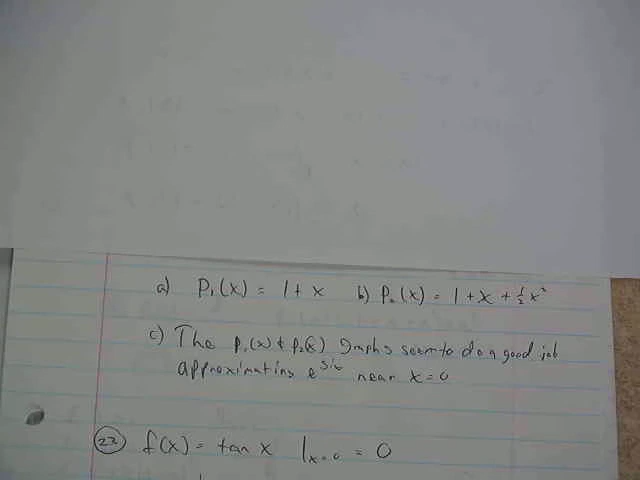 a) P₁(x) = 1 + x b) P₂(x) = 1 + x + ½x²
c) The P₁(x) & P₂(x) graphs seem to do a good job
approximating e^sin near x=0
(22) f(x) = tan x |ₓ₌₀ = 0